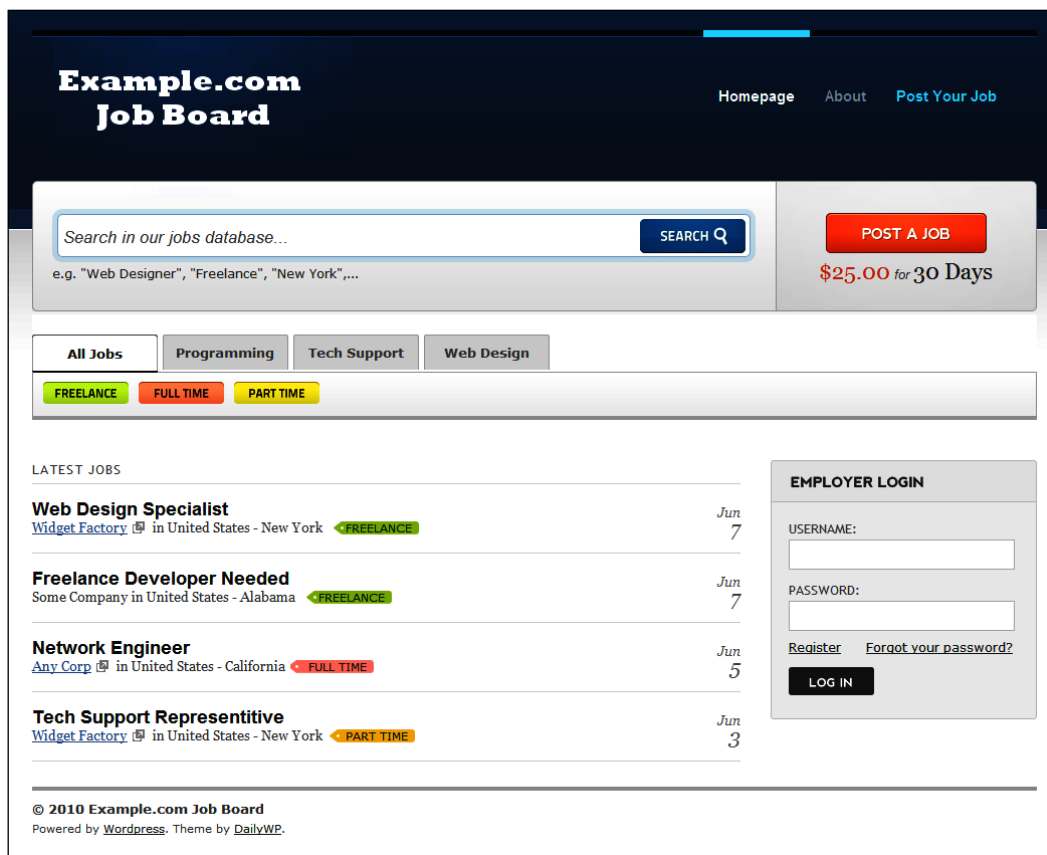 Example.com
Job Board
Homepage About Post Your Job
Search in our jobs database...
SEARCH
e.g. "Web Designer", "Freelance", "New York",...
POST A JOB
$25.00 for 30 Days
All Jobs Programming Tech Support Web Design
FREELANCE FULL TIME PART TIME
LATEST JOBS
Web Design Specialist
Widget Factory in United States - New York FREELANCE
Jun
7
Freelance Developer Needed
Some Company in United States - Alabama FREELANCE
Jun
7
Network Engineer
Any Corp in United States - California FULL TIME
Jun
5
Tech Support Representitive
Widget Factory in United States - New York PART TIME
Jun
3
EMPLOYER LOGIN
USERNAME:
PASSWORD:
Register Forgot your password?
LOG IN
© 2010 Example.com Job Board
Powered by Wordpress. Theme by DailyWP.